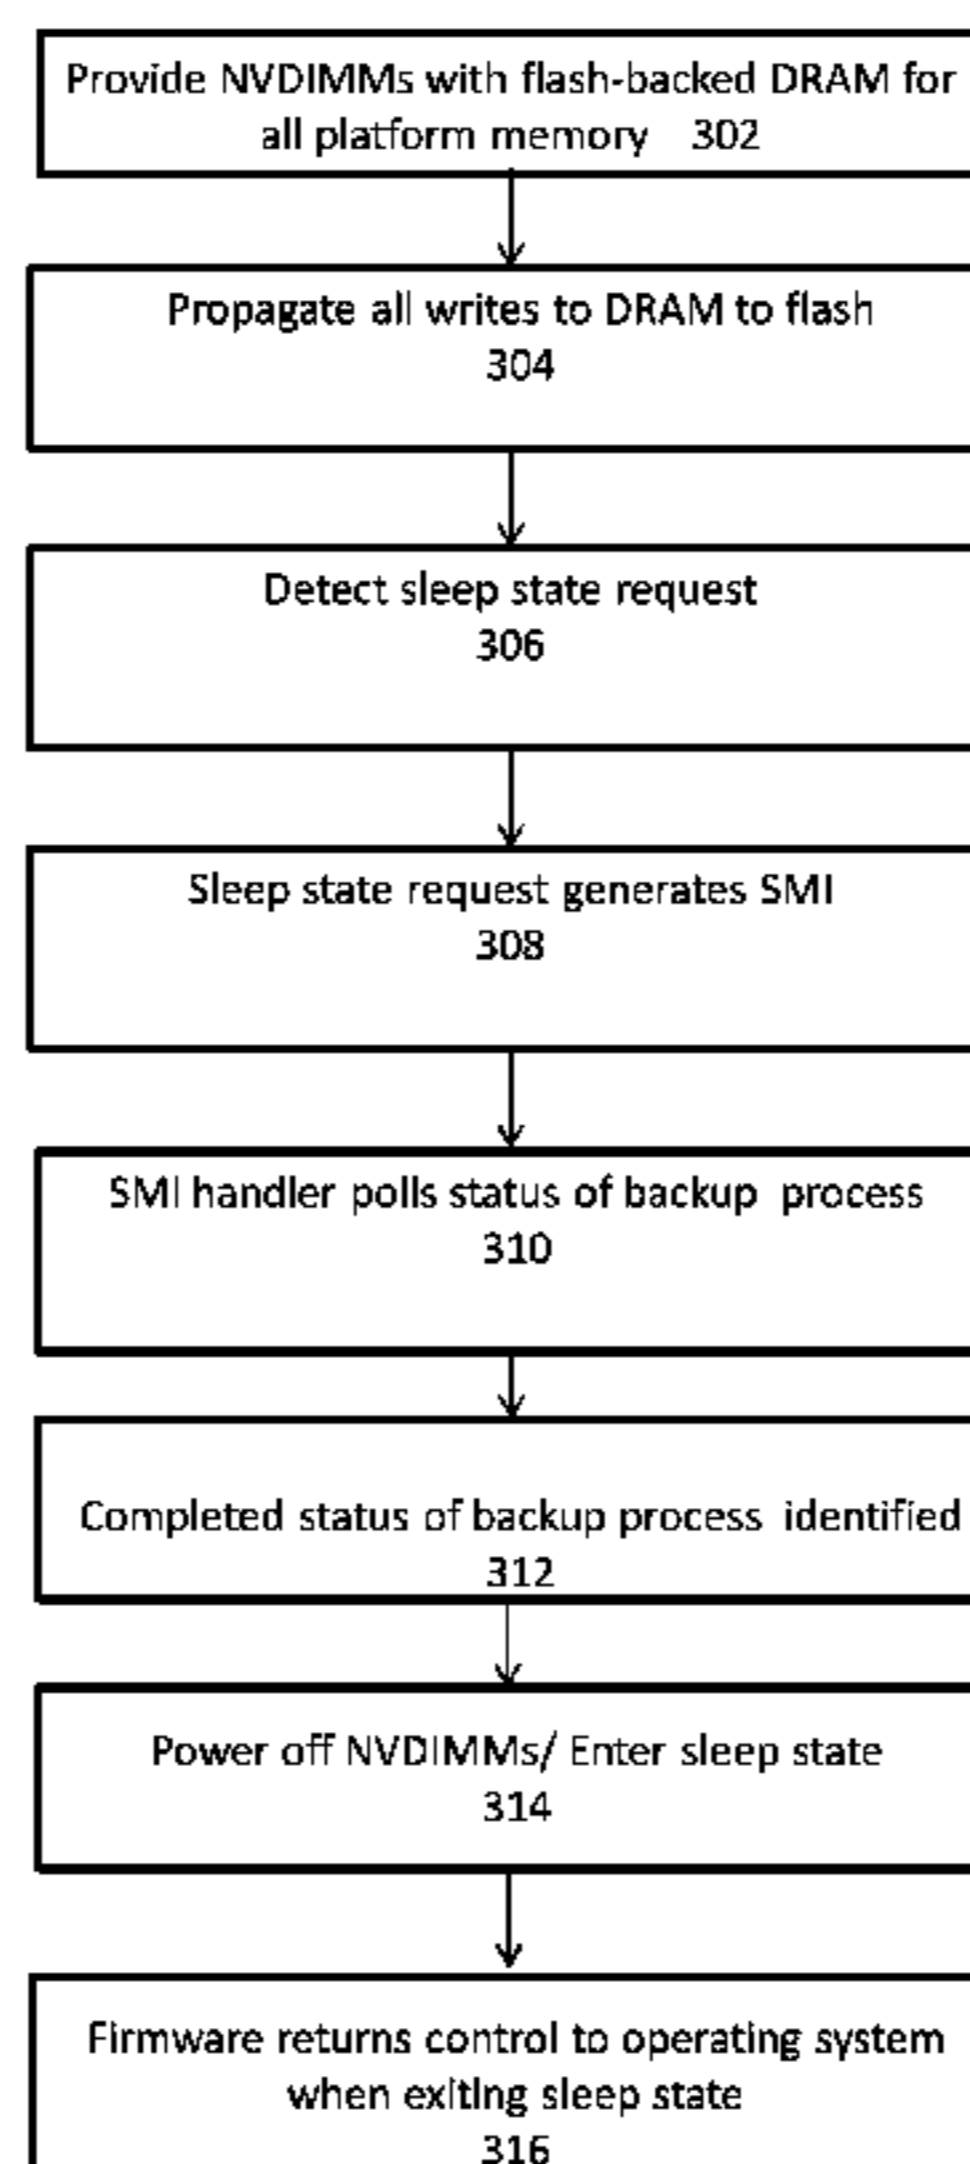 Provide NVDIMMs with flash-backed DRAM for
all platform memory 302
Propagate all writes to DRAM to flash
304
Detect sleep state request
306
Sleep state request generates SMI
308
SMI handler polls status of backup process
310
Completed status of backup process identified
312
Power off NVDIMMs/ Enter sleep state
314
Firmware returns control to operating system
when exiting sleep state
316